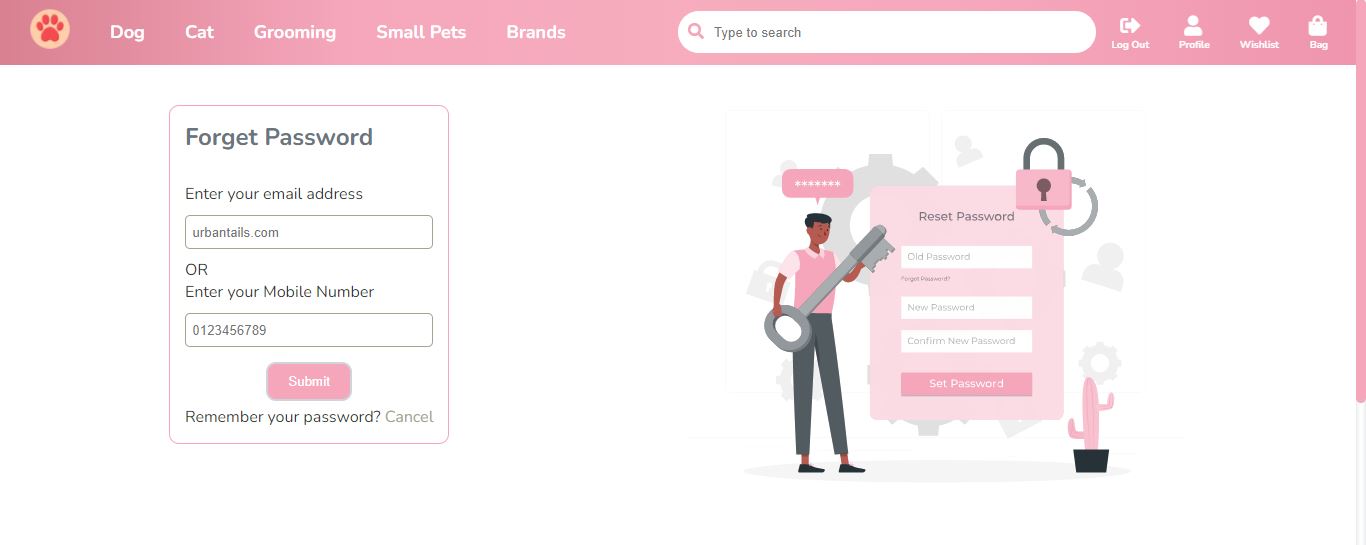 Dog Cat Grooming Small Pets Brands Type to search Log Out Profile Wishlist Bag
Forget Password
Enter your email address
urbantails.com
OR
Enter your Mobile Number
0123456789
Submit
Remember your password? Cancel
*******
Reset Password
Old Password
Forgot Password?
New Password
Confirm New Password
Set Password